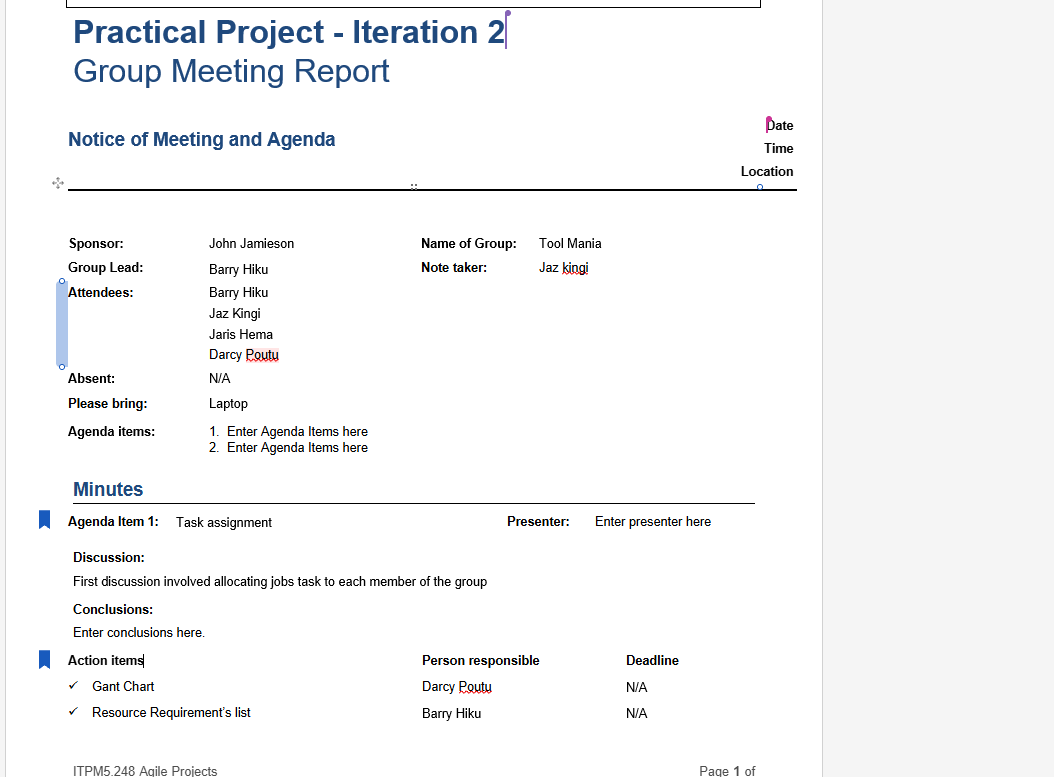 Practical Project - Iteration 2
Group Meeting Report
Notice of Meeting and Agenda
Date
Time
Location
Sponsor: John Jamieson Name of Group: Tool Mania
Group Lead: Barry Hiku Note taker: Jaz kingi
Attendees: Barry Hiku
Jaz Kingi
Jaris Hema
Darcy Poutu
Absent: N/A
Please bring: Laptop
Agenda items: 1. Enter Agenda Items here
2. Enter Agenda Items here
Minutes
Agenda Item 1: Task assignment Presenter: Enter presenter here
Discussion:
First discussion involved allocating jobs task to each member of the group
Conclusions:
Enter conclusions here.
Action items Person responsible Deadline
✓ Gant Chart Darcy Poutu N/A
✓ Resource Requirement's list Barry Hiku N/A
ITPM5.248 Agile Projects Page 1 of